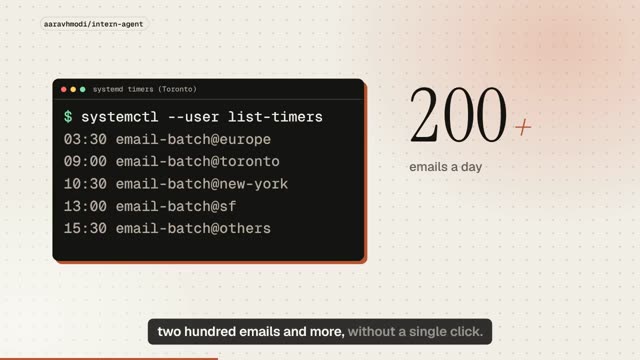 aaravhmodi/intern-agent
systemd timers (Toronto)
$ systemctl --user list-timers
03:30 email-batch@europe
09:00 email-batch@toronto
10:30 email-batch@new-york
13:00 email-batch@sf
15:30 email-batch@others
200+
emails a day
two hundred emails and more, without a single click.